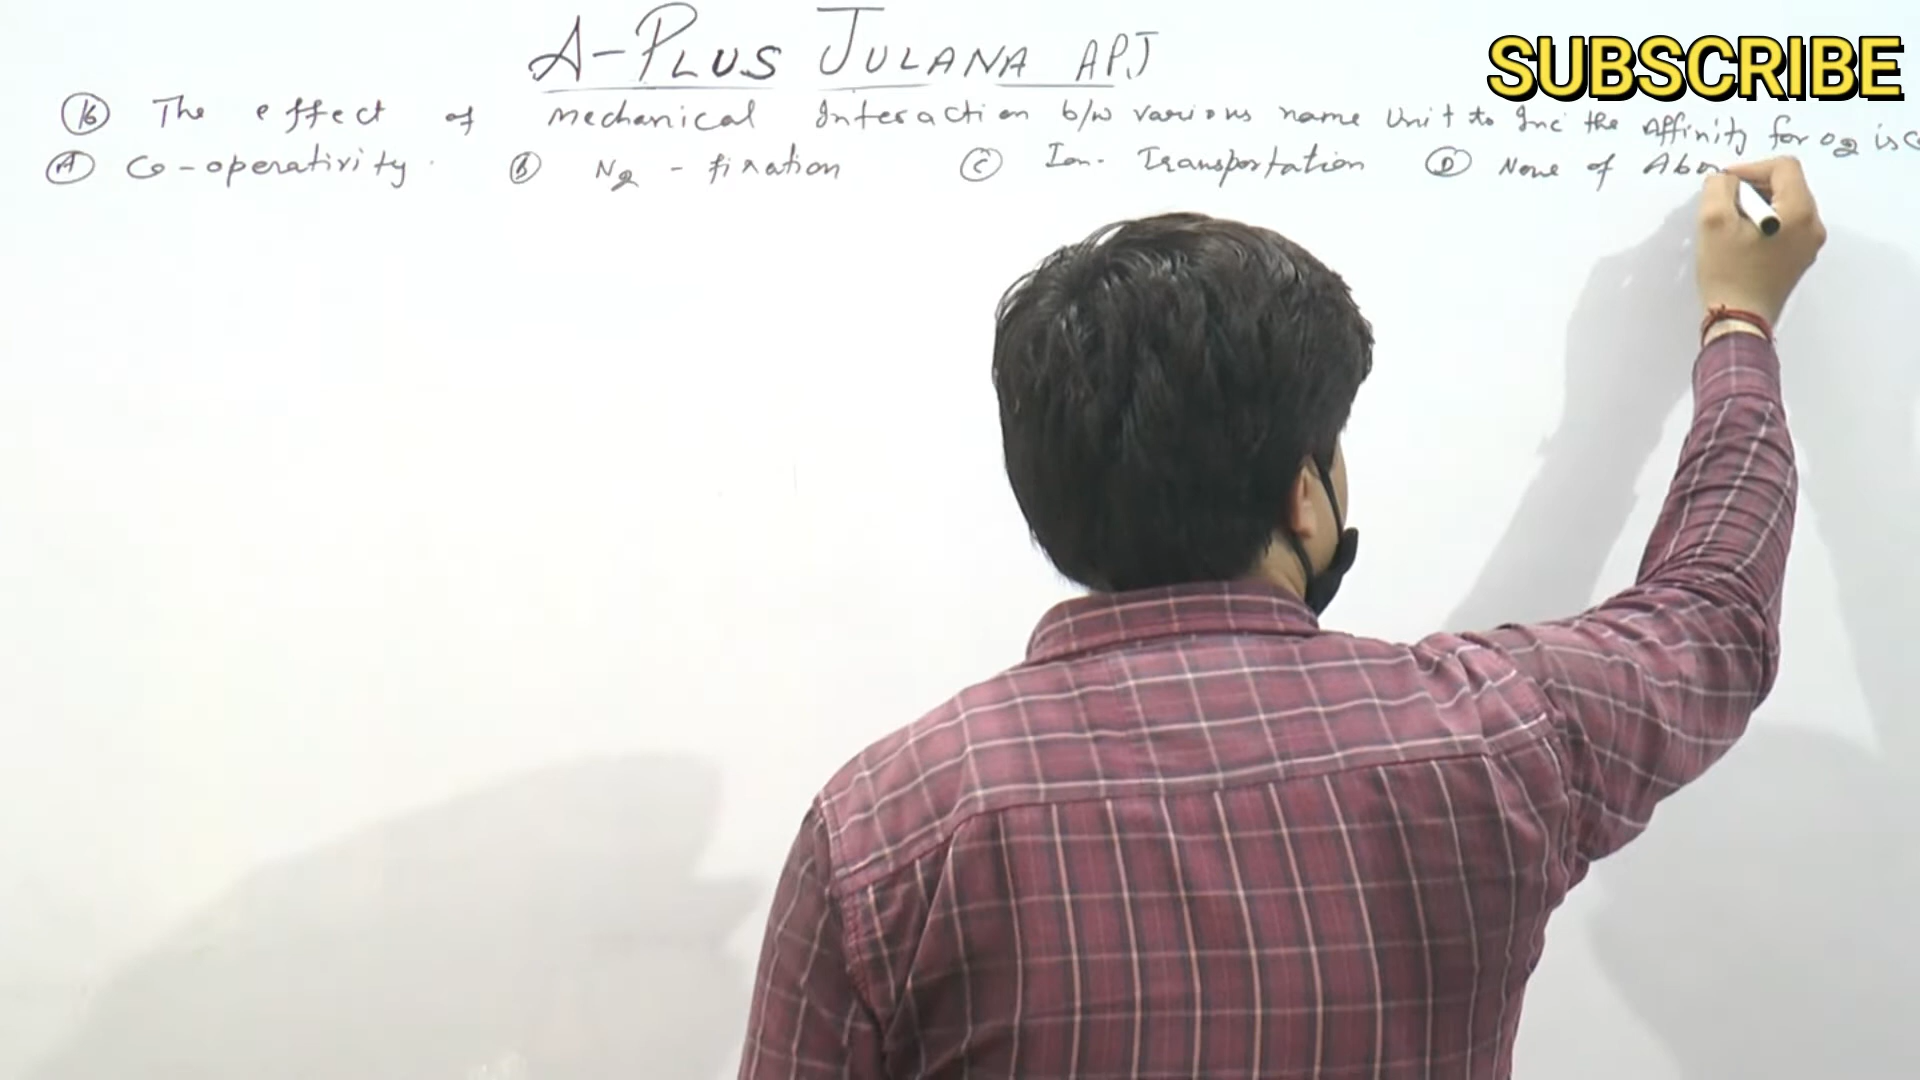 A-PLUS JULANA APJ
SUBSCRIBE
16 The effect of mechanical Interaction b/w various name Unit to Inc the Affinity for O2 is
A Co-operativity. B N2 - fixation C Ion. Transportation D None of Abo